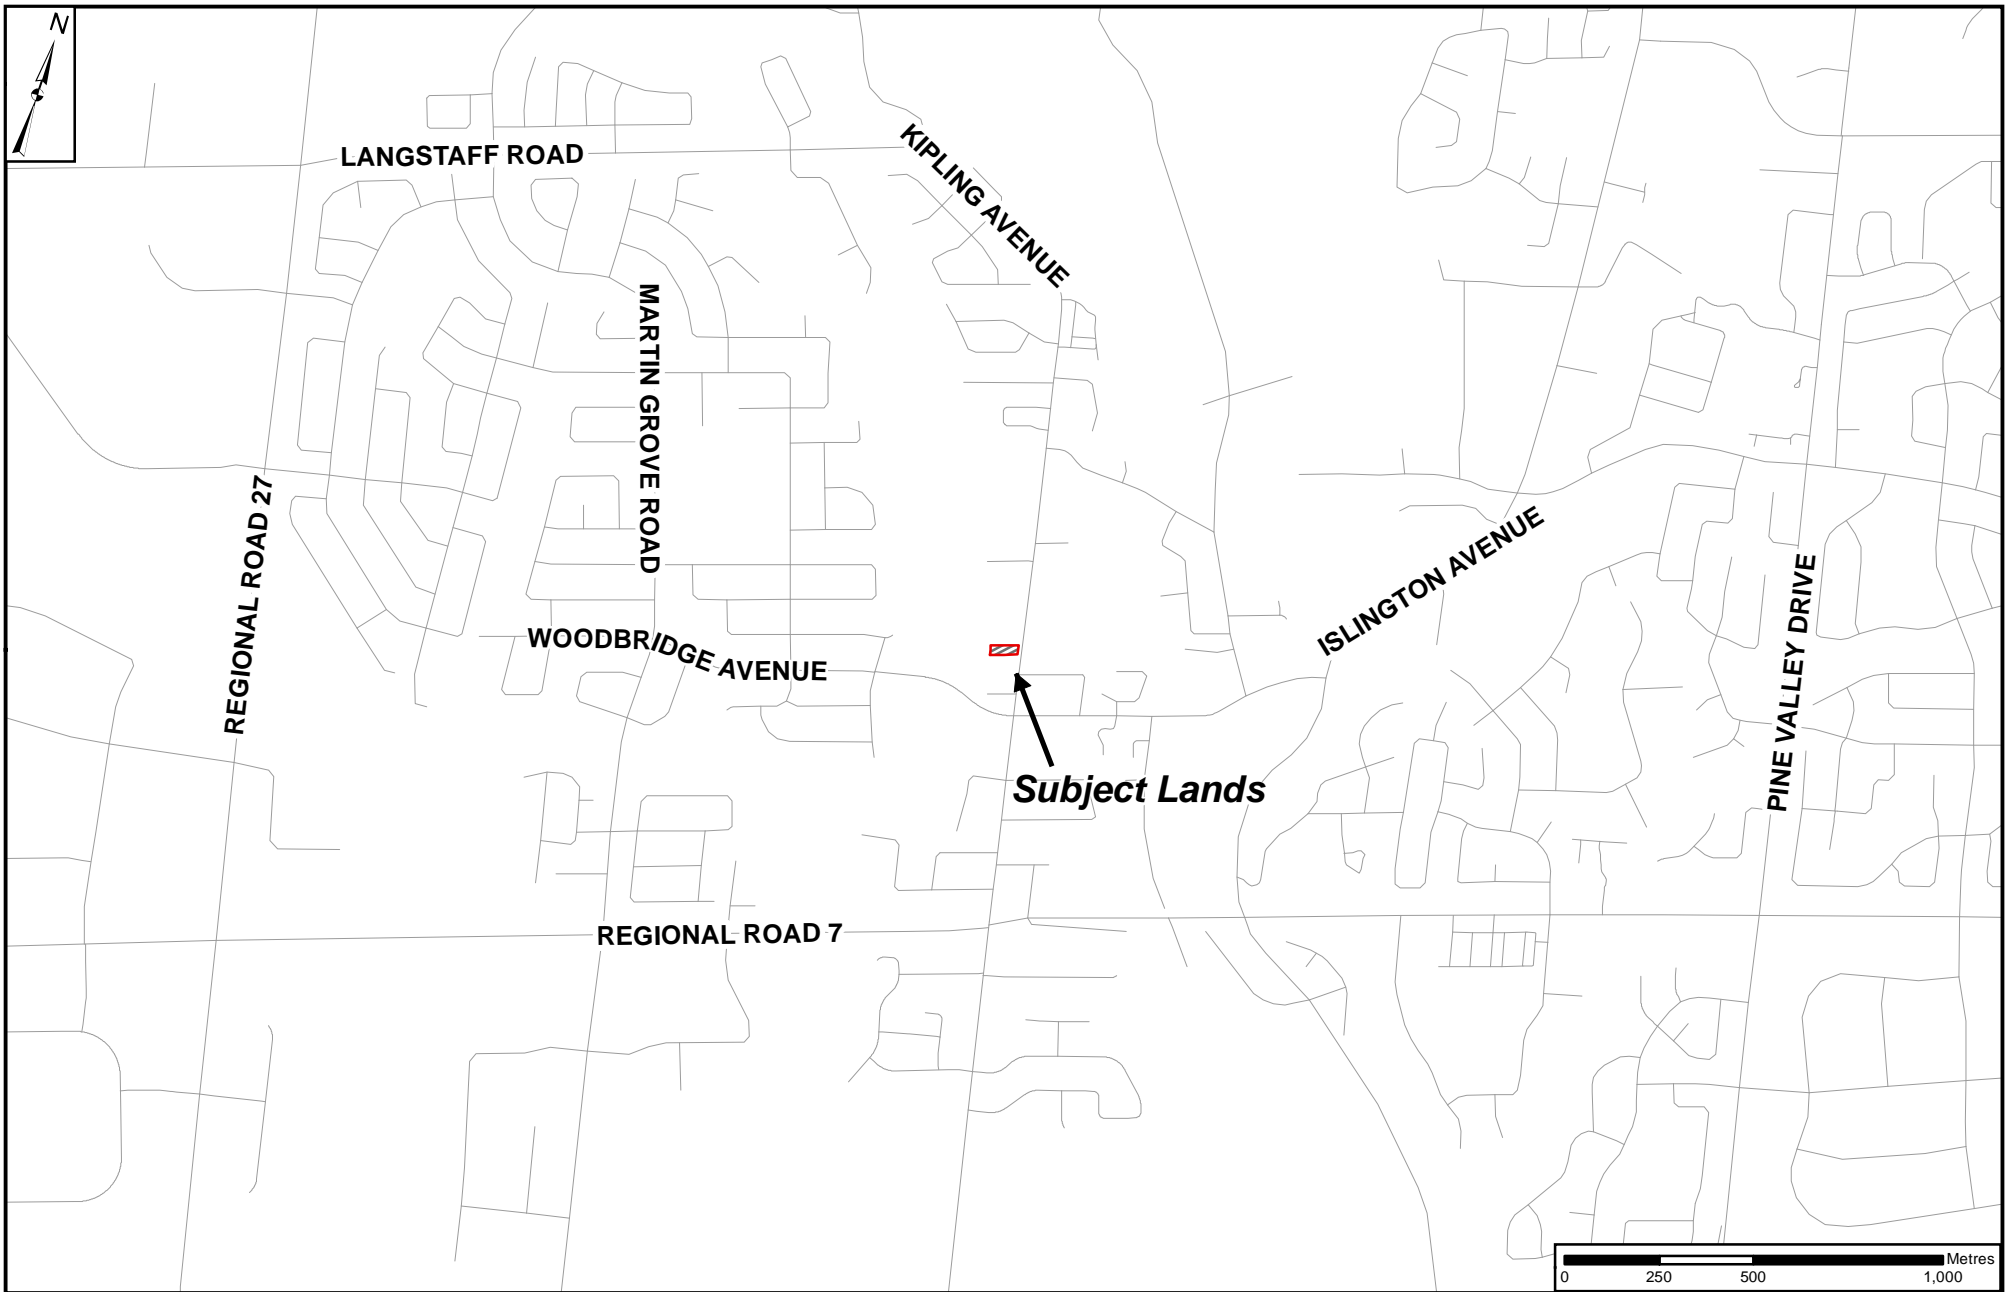 N
LANGSTAFF ROAD
KIPLING AVENUE
MARTIN GROVE ROAD
REGIONAL ROAD 27
ISLINGTON AVENUE
WOODBRIDGE AVENUE
PINE VALLEY DRIVE
Subject Lands
REGIONAL ROAD 7
Metres
0 250 500 1,000